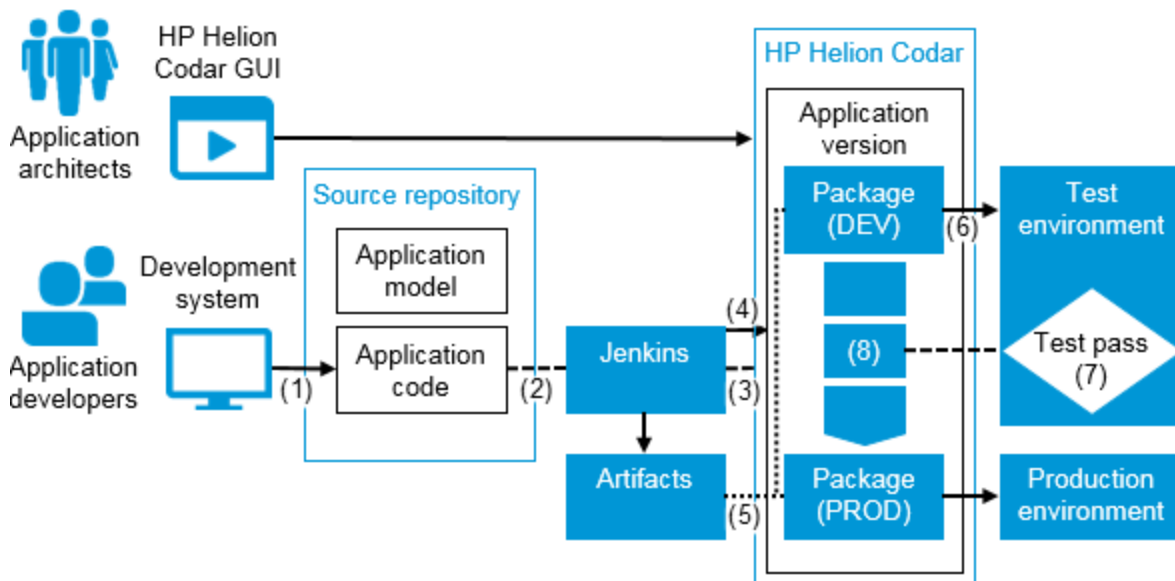 HP Helion
Codar GUI
Application
architects
HP Helion Codar
Application
version
Source repository
Package
(DEV)
(6)
Test
environment
Application
model
Development
system
Application
developers
(1)
Application
code
(2)
Jenkins
(4)
(3)
(8)
Test pass
(7)
Artifacts
(5)
Package
(PROD)
Production
environment